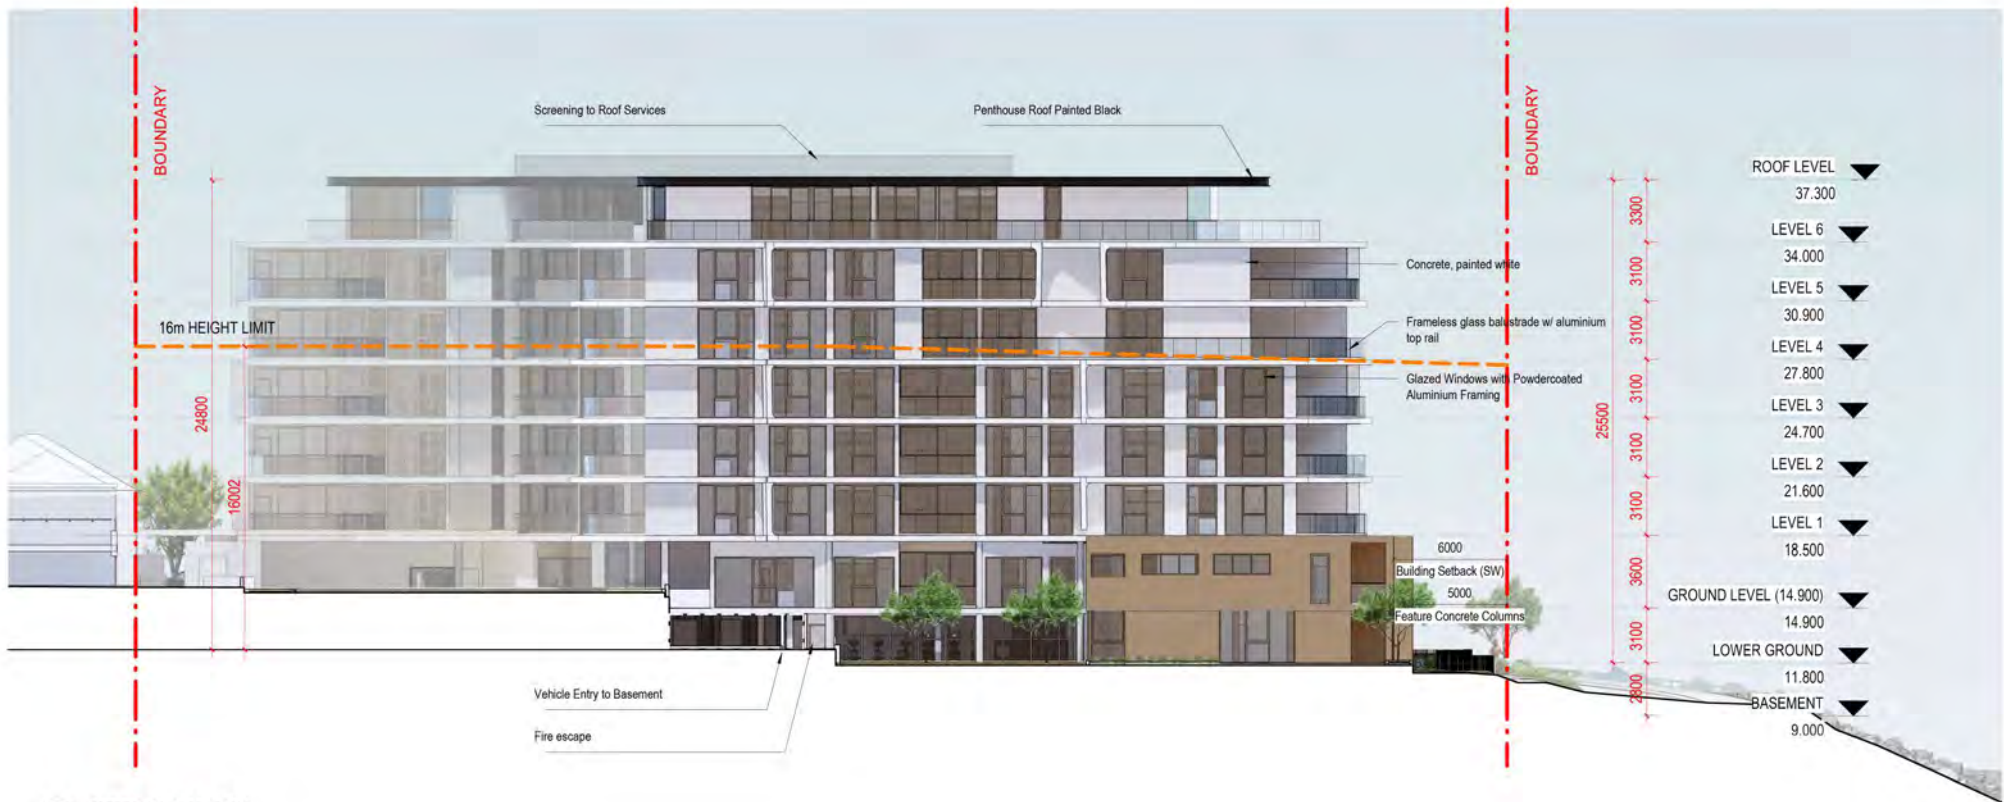 BOUNDARY
BOUNDARY
Screening to Roof Services
Penthouse Roof Painted Black
ROOF LEVEL
37.300
3300
LEVEL 6
34.000
Concrete, painted white
3100
LEVEL 5
30.900
16m HEIGHT LIMIT
Frameless glass balustrade w/ aluminium
top rail
3100
LEVEL 4
27.800
Glazed Windows with Powdercoated
Aluminium Framing
3100
24800
25500
LEVEL 3
24.700
3100
LEVEL 2
21.600
16002
3100
LEVEL 1
18.500
6000
Building Setback (SW)
3600
5000
Feature Concrete Columns
GROUND LEVEL (14.900)
14.900
3100
LOWER GROUND
11.800
Vehicle Entry to Basement
2800
BASEMENT
9.000
Fire escape